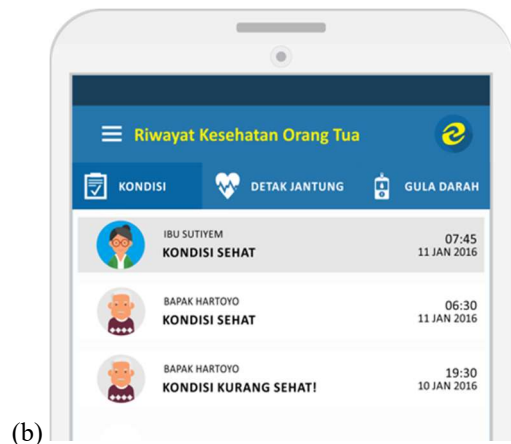 Riwayat Kesehatan Orang Tua
KONDISI
DETAK JANTUNG
GULA DARAH
IBU SUTIYEM
KONDISI SEHAT
07:45
11 JAN 2016
BAPAK HARTOYO
KONDISI SEHAT
06:30
11 JAN 2016
BAPAK HARTOYO
KONDISI KURANG SEHAT!
19:30
10 JAN 2016
(b)